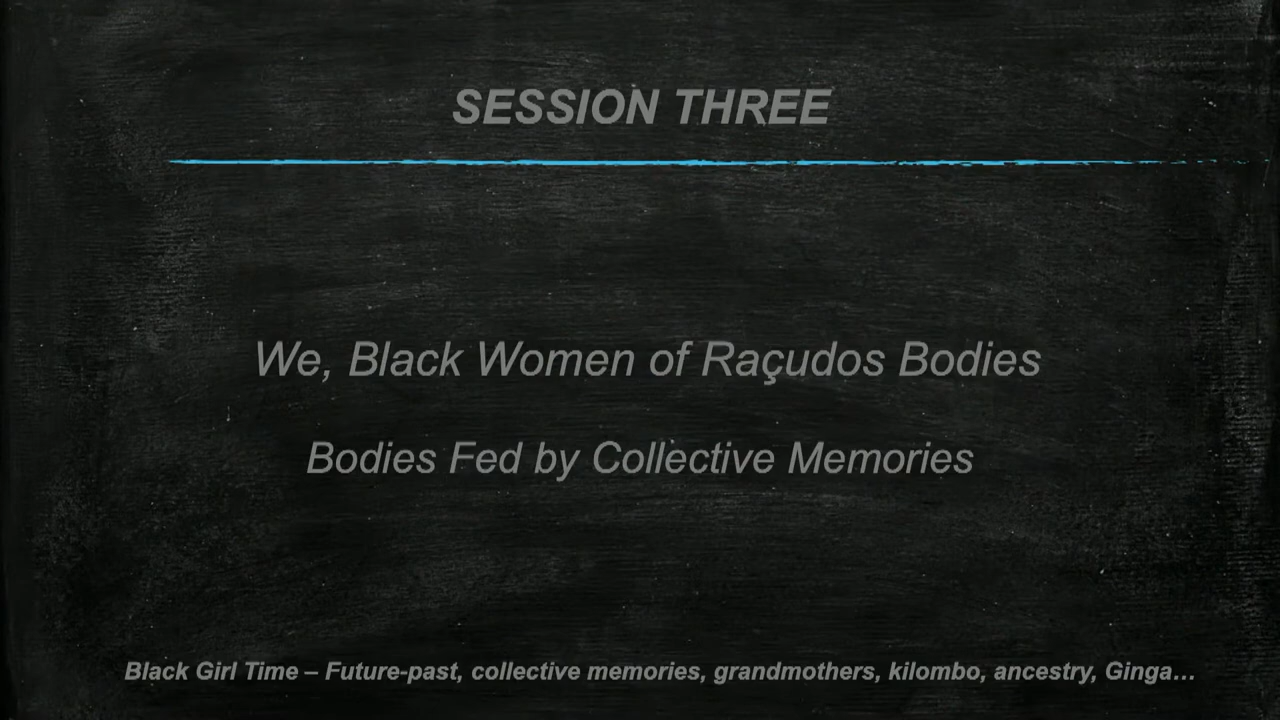 SESSION THREE
We, Black Women of Raçudos Bodies
Bodies Fed by Collective Memories
Black Girl Time – Future-past, collective memories, grandmothers, kilombo, ancestry, Ginga…